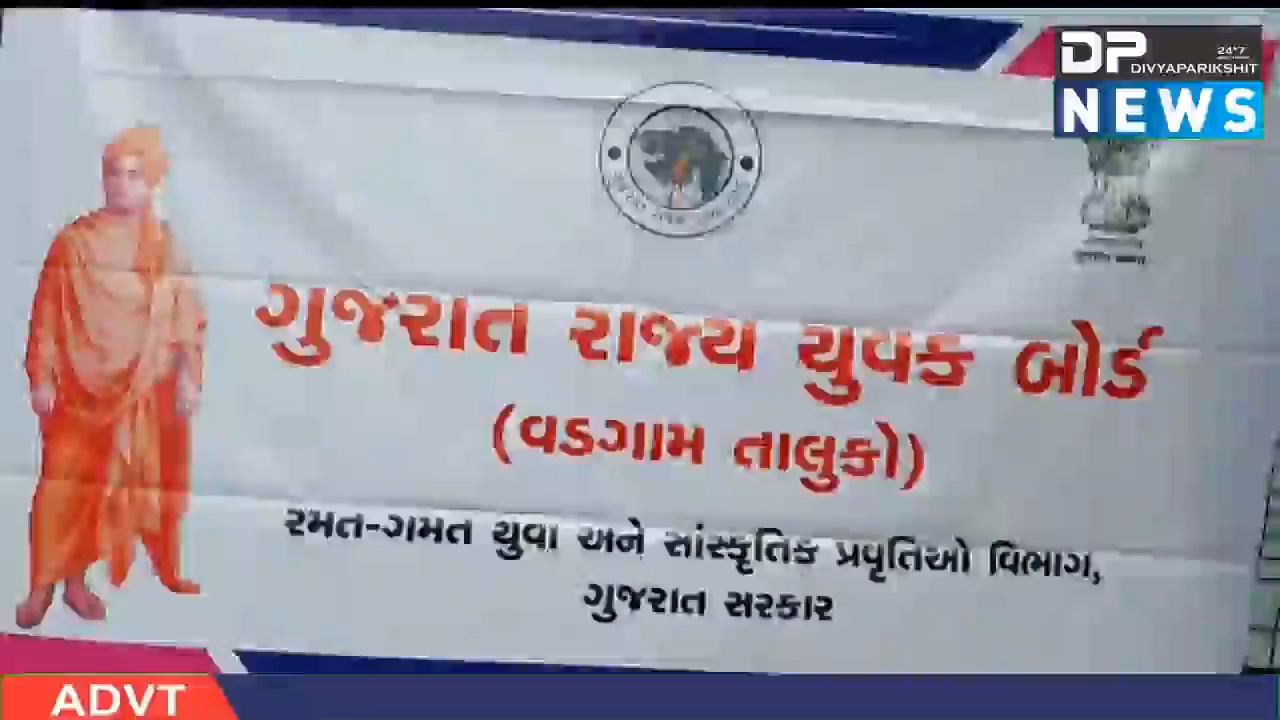 DP 24*7
DIVYAPARIKSHIT
NEWS
ગુજરાત રાજ્ય યુવક બોર્ડ
(વડગામ તાલુકો)
રમત-ગમત યુવા અને સાંસ્કૃતિક પ્રવૃતિઓ વિભાગ,
ગુજરાત સરકાર
ADVT